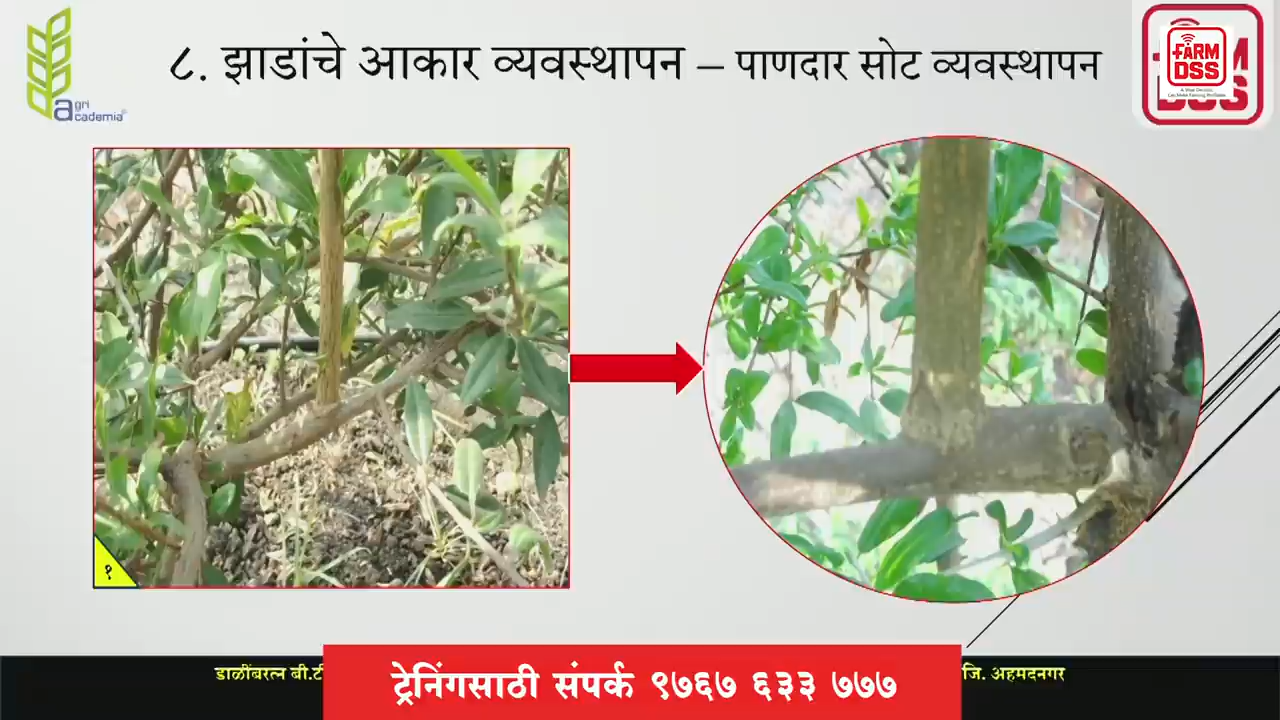 ८. झाडांचे आकार व्यवस्थापन – पाणदार सोट व्यवस्थापन
agri
academia
FARM
DSS
१
डाळींबरत्न बी.टी
जि. अहमदनगर
ट्रेनिंगसाठी संपर्क ९७६७ ६३३ ७७७